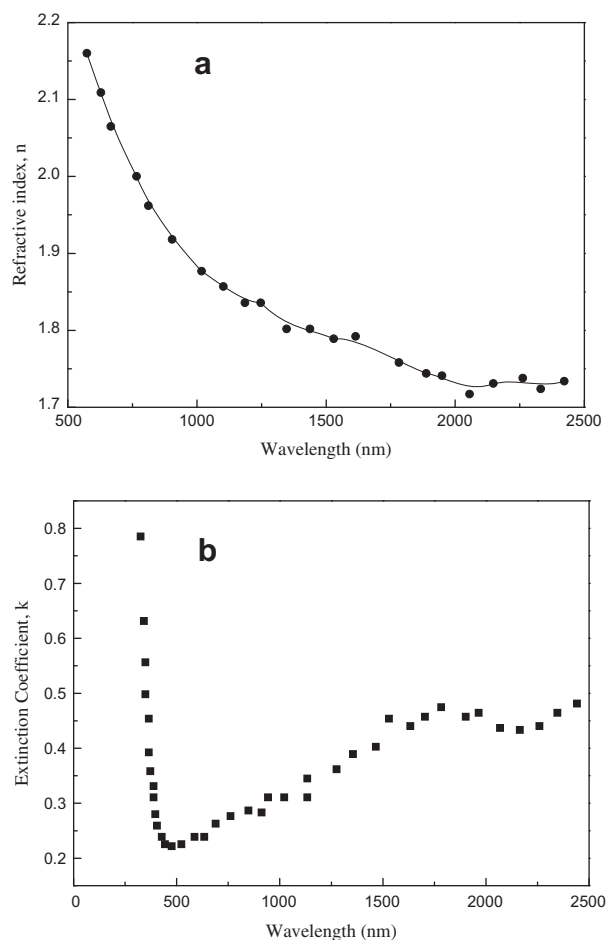 2.2
a
2.1
2.0
1.9
1.8
1.7
Refractive index, n
500 1000 1500 2000 2500
Wavelength (nm)
0.8
b
0.7
0.6
0.5
0.4
0.3
0.2
Extinction Coefficient, k
0 500 1000 1500 2000 2500
Wavelength (nm)